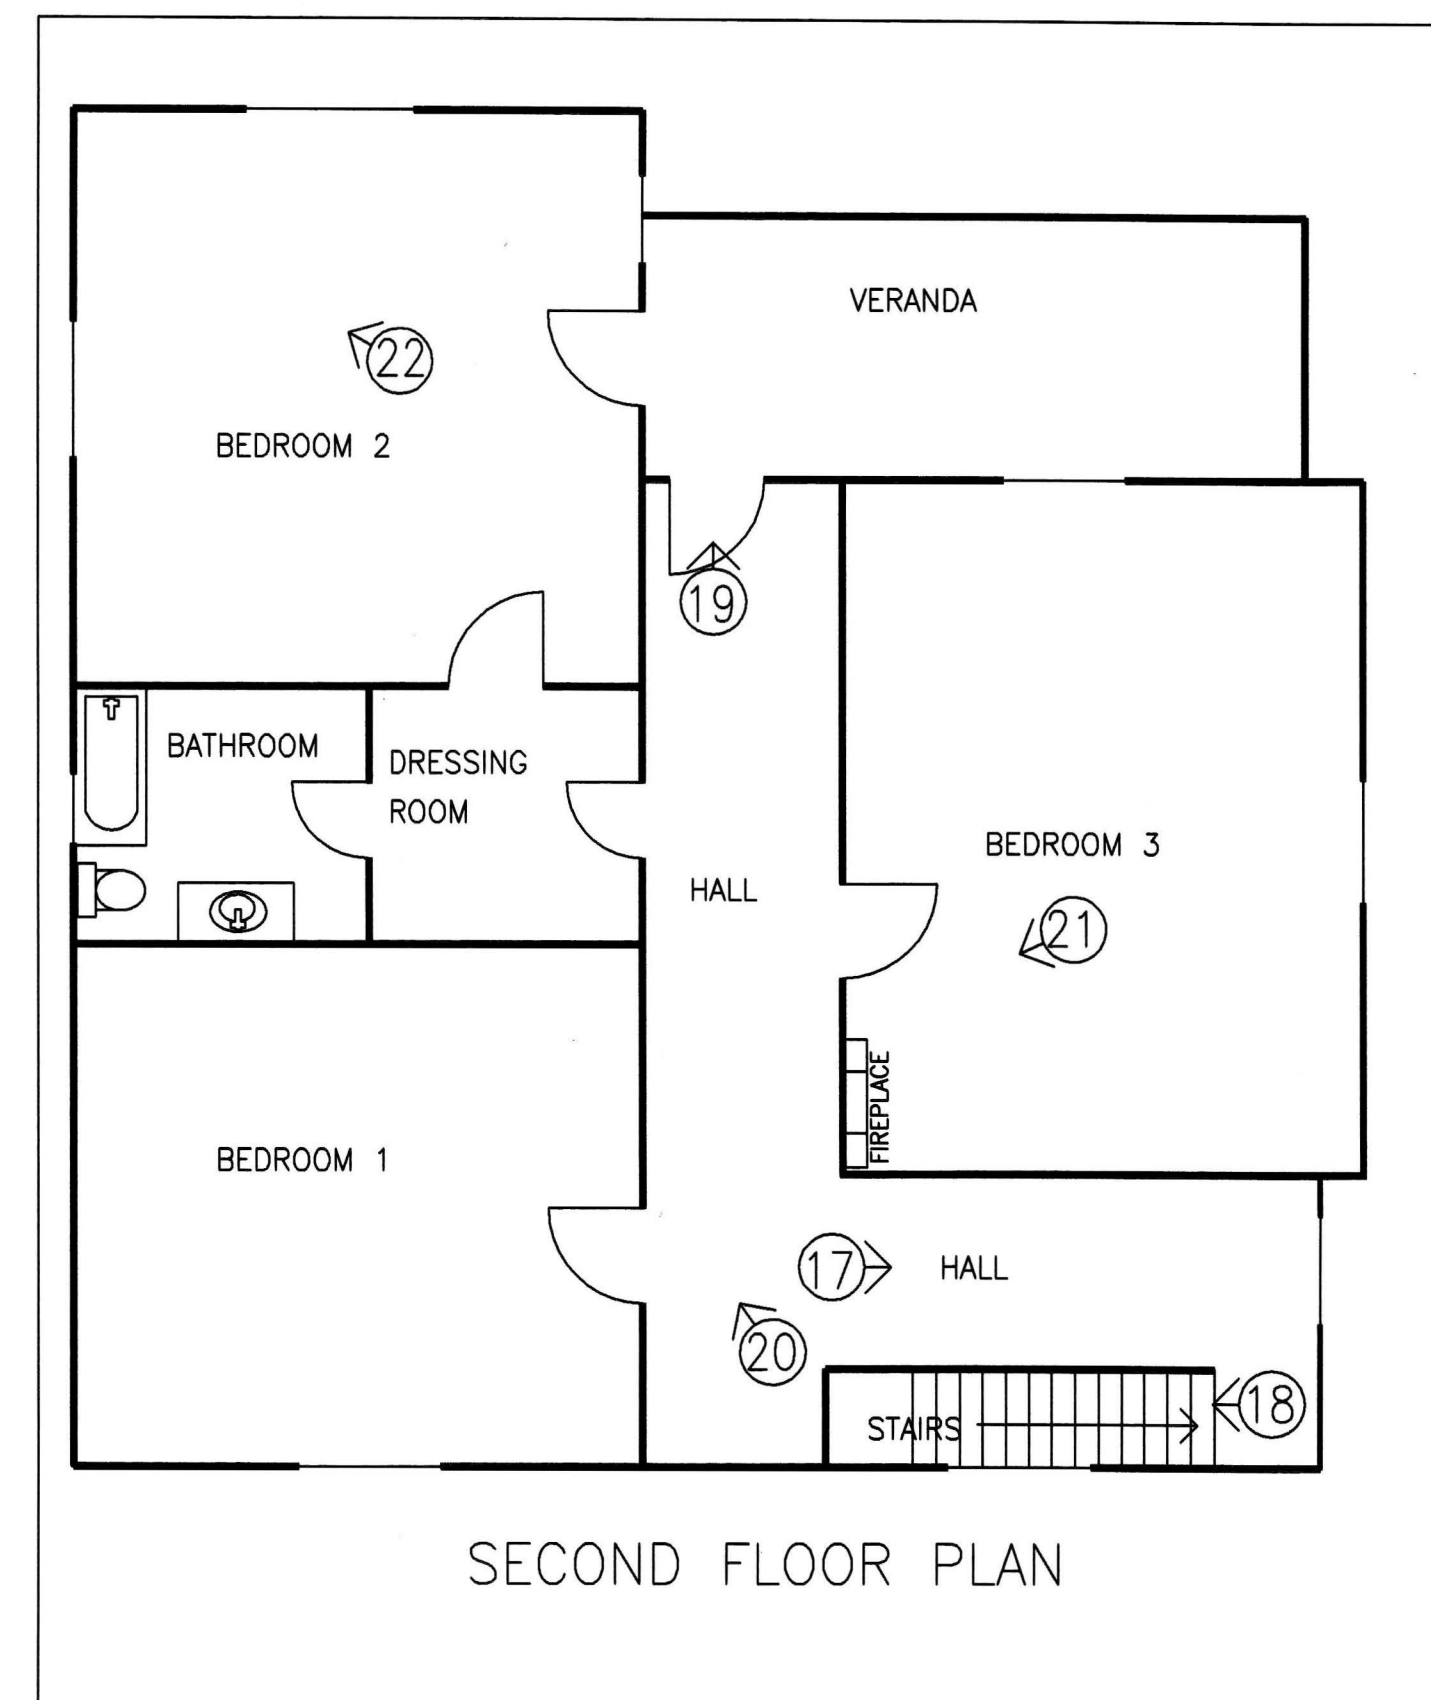 VERANDA
22
BEDROOM 2
19
BATHROOM
DRESSING
ROOM
BEDROOM 3
HALL
21
FIREPLACE
BEDROOM 1
17
HALL
20
18
STAIRS
SECOND FLOOR PLAN